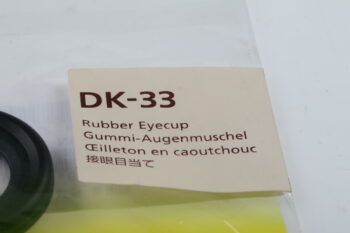 DK-33
Rubber Eyecup
Gummi-Augenmuschel
Œilleton en caoutchouc
接眼目当て